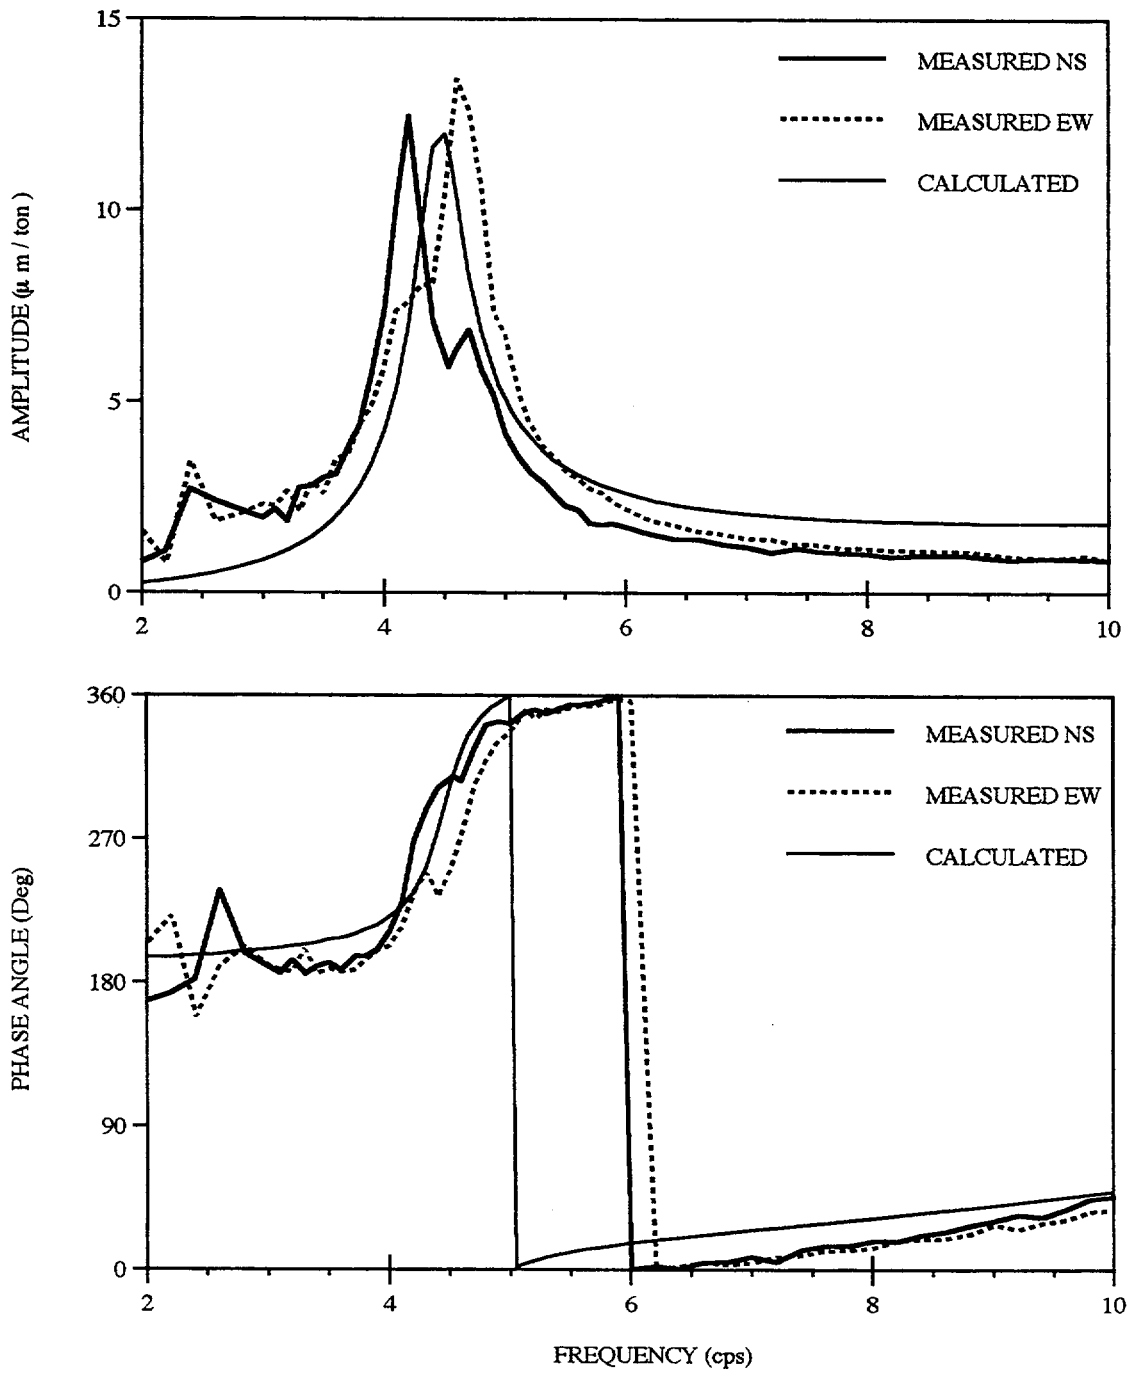 15
10
5
0
AMPLITUDE (μ m / ton )
MEASURED NS
MEASURED EW
CALCULATED
2
4
6
8
10
360
270
180
90
0
PHASE ANGLE (Deg)
MEASURED NS
MEASURED EW
CALCULATED
2
4
6
8
10
FREQUENCY (cps)